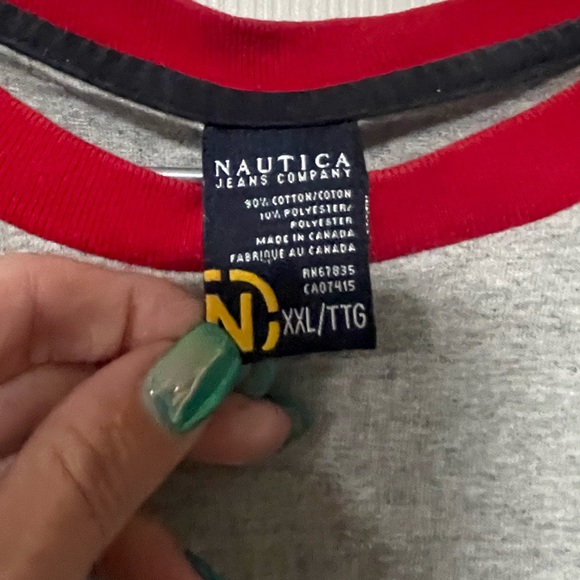 NAUTICA
JEANS COMPANY
90% COTTON/COTON
10% POLYESTER/
POLYESTER
MADE IN CANADA
FABRIQUE AU CANADA
RN67835
CA07415
N XXL/TTG